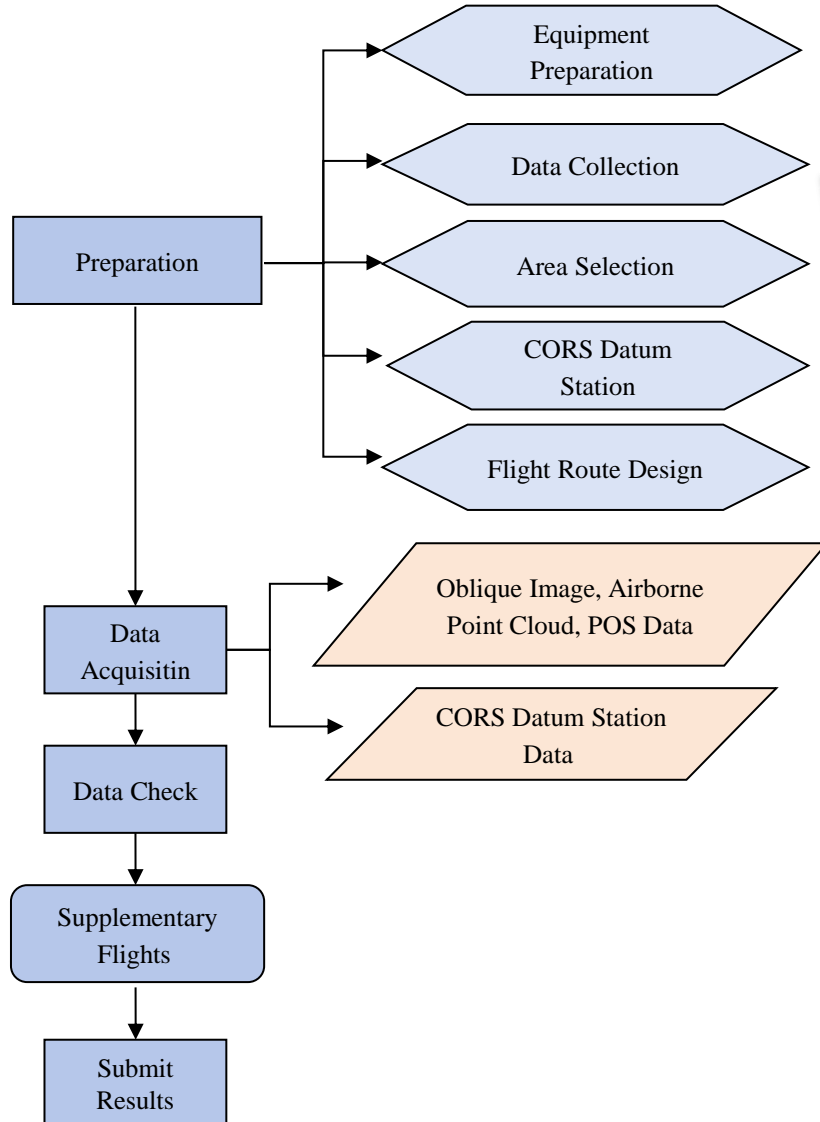 Equipment
Preparation
Data Collection
Preparation
Area Selection
CORS Datum
Station
Flight Route Design
Oblique Image, Airborne
Point Cloud, POS Data
Data
Acquisitin
CORS Datum Station
Data
Data Check
Supplementary
Flights
Submit
Results